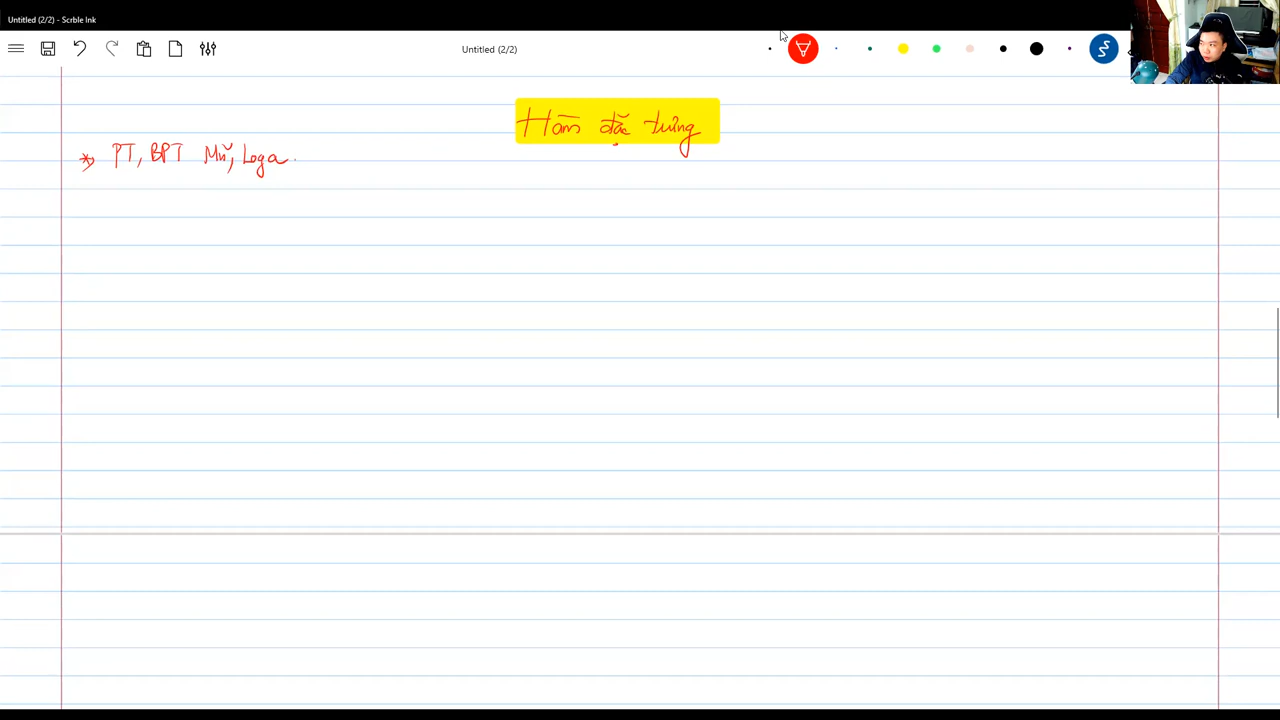 Untitled (2/2) - Scrble Ink
Untitled (2/2)
Hàm đặc trưng
* PT, BPT Mũ, Loga.